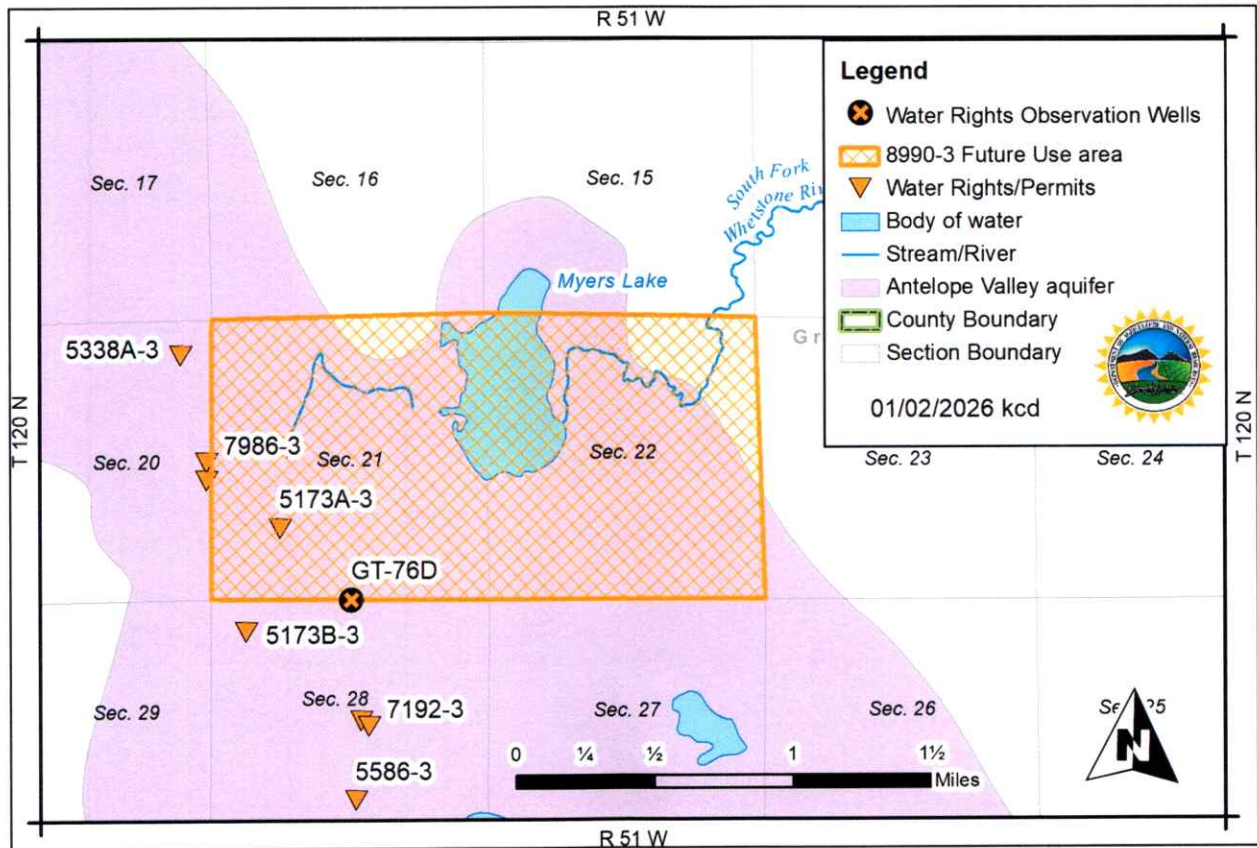 R 51 W
Legend
Water Rights Observation Wells
8990-3 Future Use area
Water Rights/Permits
Body of water
Stream/River
Antelope Valley aquifer
County Boundary
Section Boundary
01/02/2026 kcd
Sec. 17
Sec. 16
Sec. 15
South Fork
Whetstone Riv
Myers Lake
Gr
5338A-3
T 120 N
T 120 N
Sec. 20
7986-3
Sec. 21
Sec. 22
Sec. 23
Sec. 24
5173A-3
GT-76D
5173B-3
Sec. 29
Sec. 28
7192-3
Sec. 27
Sec. 26
Se 25
N
5586-3
0 ¼ ½ 1 1½
Miles
R 51 W